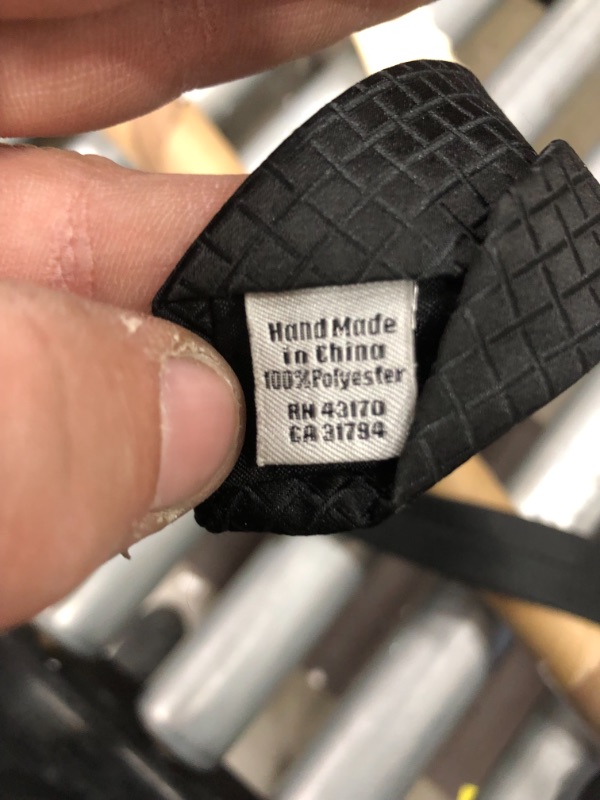 Hand Made
in China
100%Polyester
RN 43170
CA 31794